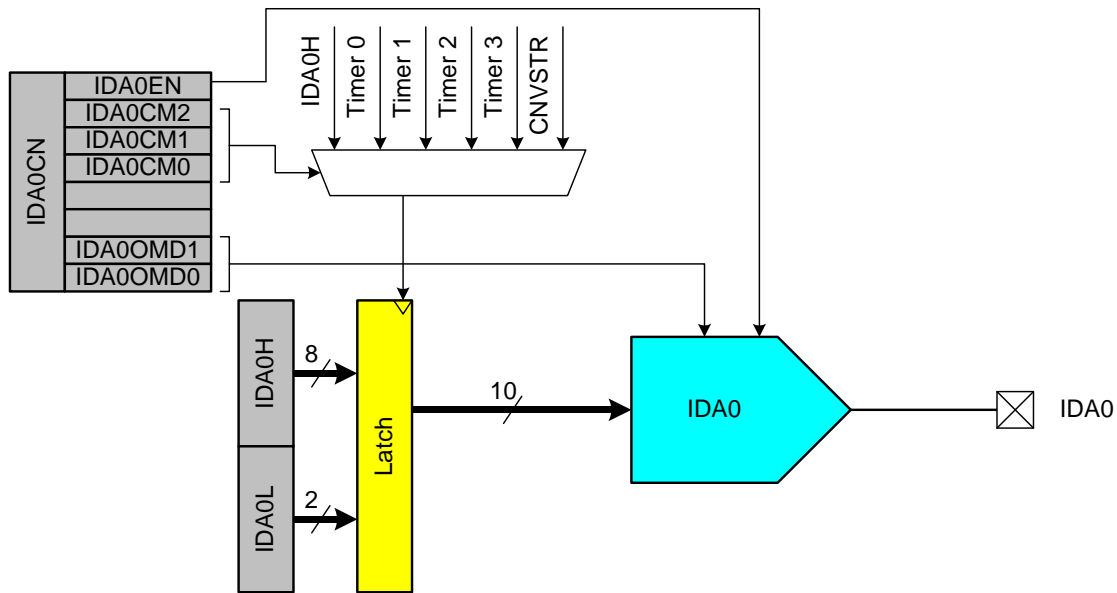 IDA0CN
IDA0EN
IDA0CM2
IDA0CM1
IDA0CM0
IDA0OMD1
IDA0OMD0
IDA0H
Timer 0
Timer 1
Timer 2
Timer 3
CNVSTR
IDA0H
8
IDA0L
2
Latch
10
IDA0
IDA0